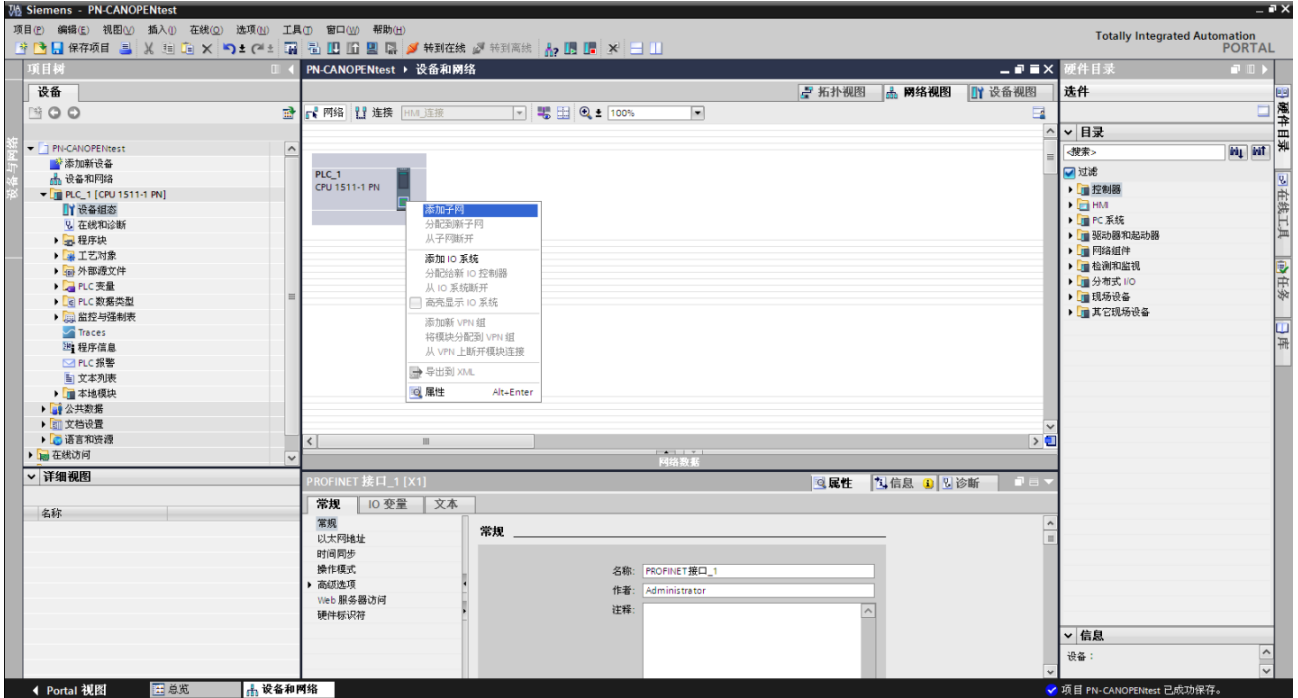 Siemens - PN-CANOPENtest
项目(P) 编辑(E) 视图(V) 插入(I) 在线(O) 选项(N) 工具(T) 窗口(W) 帮助(H)
Totally Integrated Automation
PORTAL
保存项目 转到在线 转到离线
项目树
PN-CANOPENtest ▸ 设备和网络
硬件目录
设备
拓扑视图 网络视图 设备视图
选件
网络 连接 HMI_连接 100%
目录
<搜索>
过滤
控制器
HMI
PC 系统
驱动器和起动器
网络组件
检测和监视
分布式 I/O
现场设备
其它现场设备
PN-CANOPENtest
添加新设备
设备和网络
PLC_1 [CPU 1511-1 PN]
设备组态
在线和诊断
程序块
工艺对象
外部源文件
PLC 变量
PLC 数据类型
监控与强制表
Traces
程序信息
PLC 报警
文本列表
本地模块
公共数据
文档设置
语言和资源
在线访问
PLC_1
CPU 1511-1 PN
添加子网
分配到新子网
从子网断开
添加 IO 系统
分配给新 IO 控制器
从 IO 系统断开
高亮显示 IO 系统
添加新 VPN 组
将模块分配到 VPN 组
从 VPN 上断开模块连接
导出到 XML
属性 Alt+Enter
网络数据
详细视图
名称
PROFINET 接口_1 [X1]
属性 信息 诊断
常规 IO 变量 文本
常规
以太网地址
时间同步
操作模式
高级选项
Web 服务器访问
硬件标识符
常规
名称: PROFINET接口_1
作者: Administrator
注释:
信息
设备：
设备与网络
硬件目录
在线工具
任务
库
Portal 视图 总览 设备和网络
项目 PN-CANOPENtest 已成功保存。